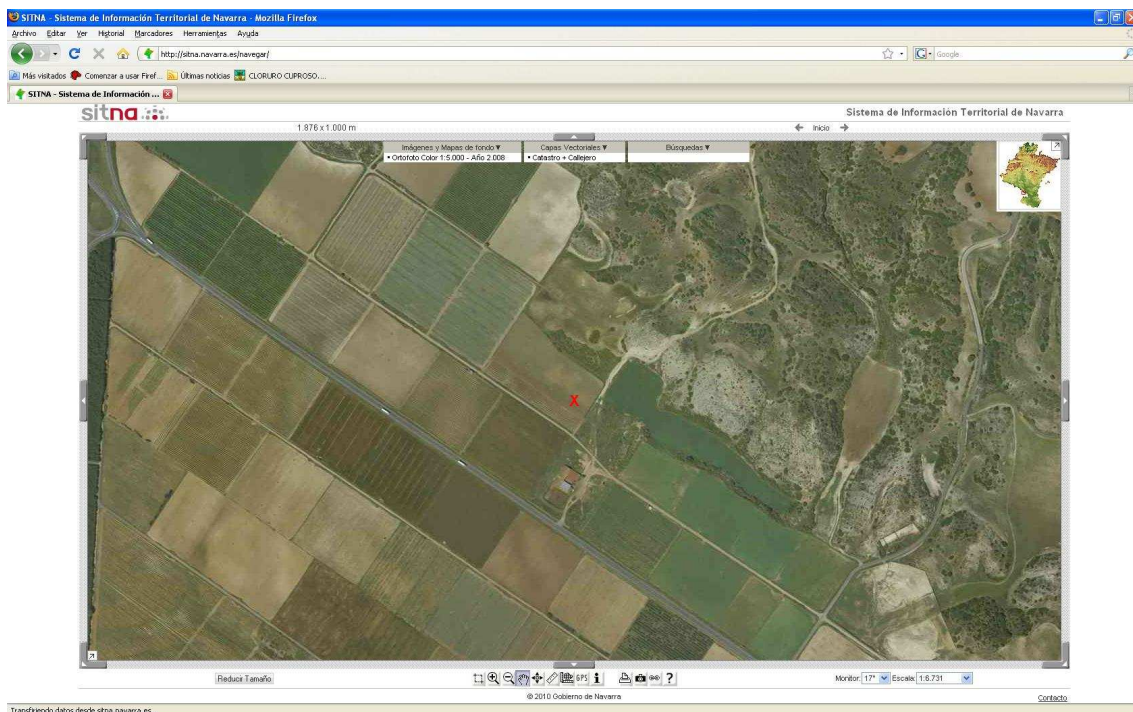 SITNA - Sistema de Información Territorial de Navarra - Mozilla Firefox
Archivo Editar Ver Historial Marcadores Herramientas Ayuda
http://sitna.navarra.es/navegar/
Google
Más visitados Comenzar a usar Firef... Últimas noticias CLORURO CUPROSO....
SITNA - Sistema de Información ...
sitna
Sistema de Información Territorial de Navarra
1.876 x 1.000 m
Inicio
Imágenes y Mapas de fondo ▼ Capas Vectoriales ▼ Búsquedas ▼
• Ortofoto Color 1:5.000 - Año 2.008 • Catastro + Callejero
X
Reducir Tamaño
GPS i ?
Monitor: 17" Escala: 1:6.731
© 2010 Gobierno de Navarra
Contacto
Transfiriendo datos desde sitna.navarra.es...